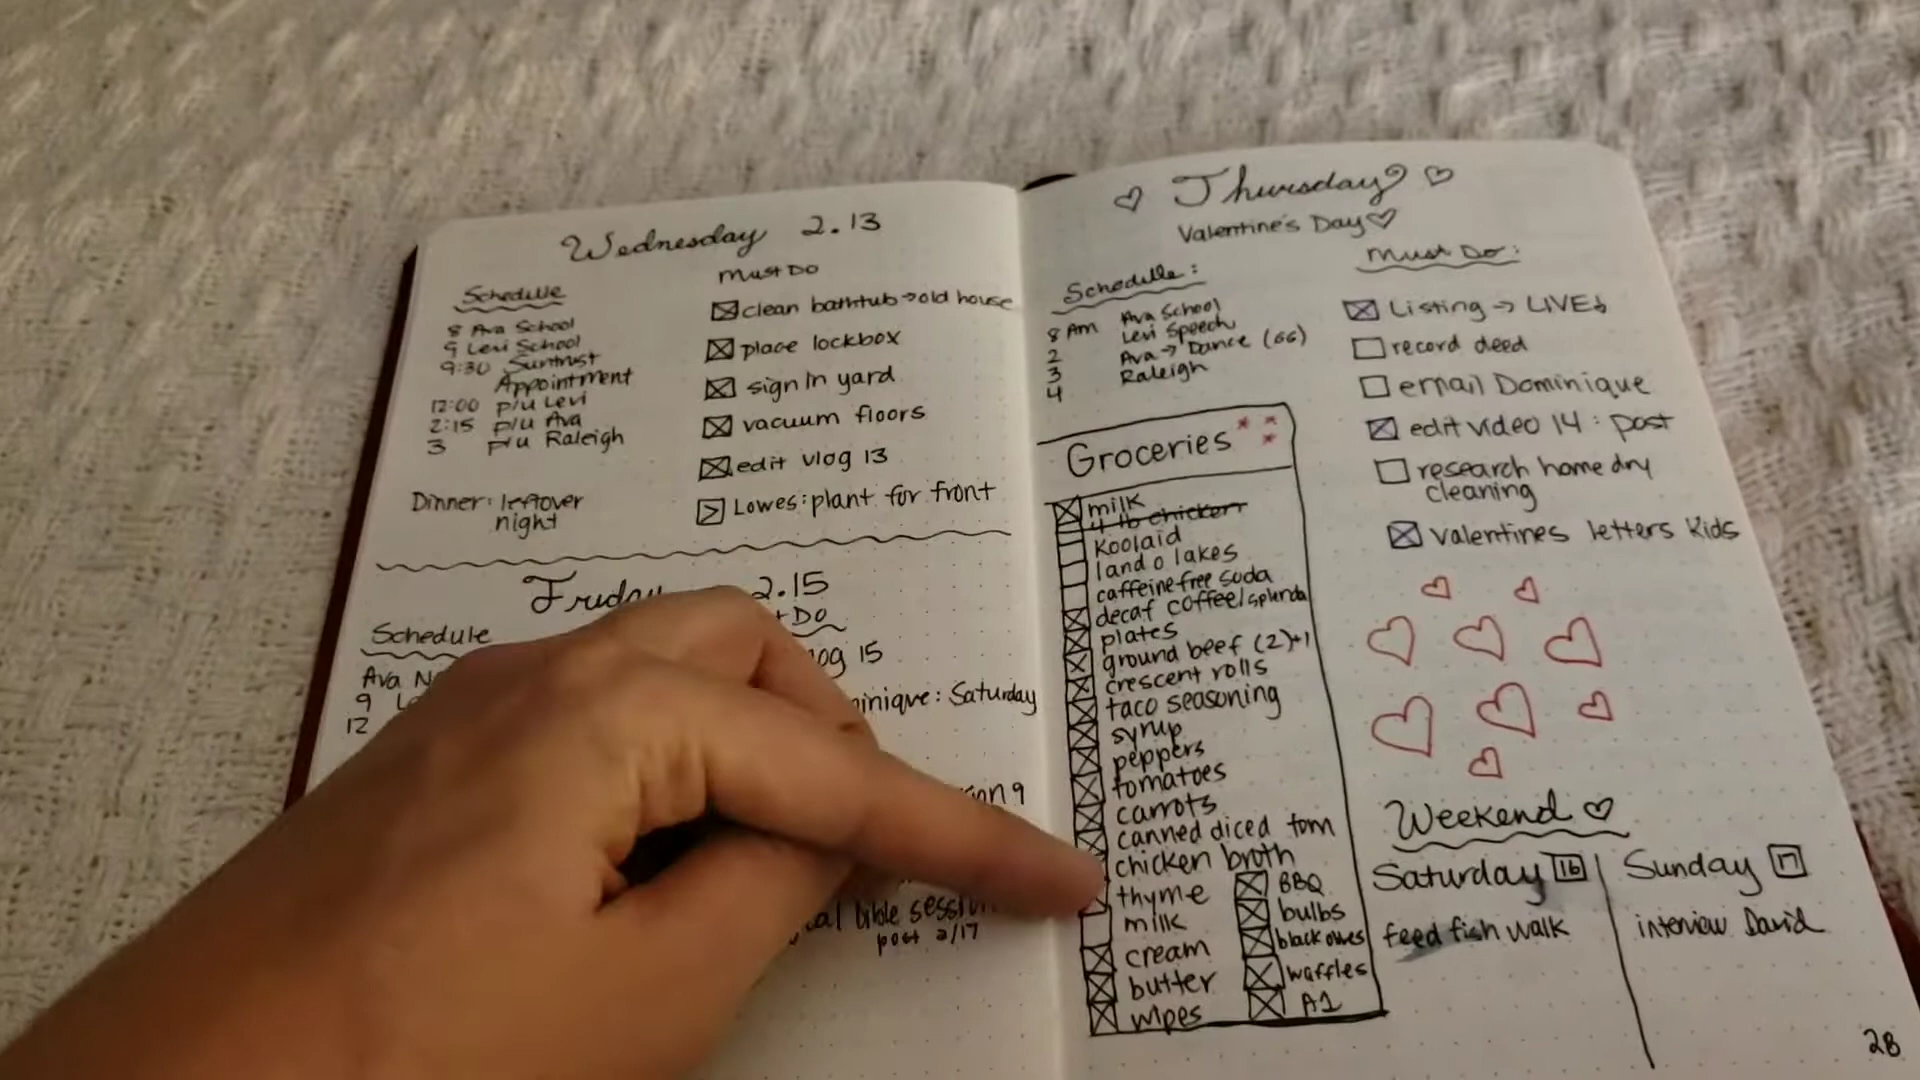 Wednesday 2.13
Schedule
8 Ava School
9 Levi School
9:30 Suntrust
Appointment
12:00 p/u Levi
2:15 p/u Ava
3 p/u Raleigh
Dinner: leftover
night
Must Do
clean bathtub → old house
place lockbox
sign in yard
vacuum floors
edit vlog 13
Lowes: plant for front
Friday 2.15
Schedule
Ava
9
12
Do
15
: Saturday
9
bible session
post 2/17
Thursday
Valentine's Day
Schedule:
8 Am Ava School
2 Levi Speech
3 Ava → Dance (GG)
4 Raleigh
Groceries
milk
4 lb chicken
Koolaid
land o lakes
caffeine free soda
decaf coffee/splenda
plates
ground beef (2)+1
crescent rolls
taco seasoning
syrup
peppers
tomatoes
carrots
canned diced tom
chicken broth
thyme
milk
cream
butter
wipes
BBQ
bulbs
black olives
waffles
A1
Must Do:
Listing → LIVE
record deed
email Dominique
edit video 14: post
research home dry
cleaning
Valentines letters kids
Weekend
Saturday 16
feed fish walk
Sunday 17
interview David
28